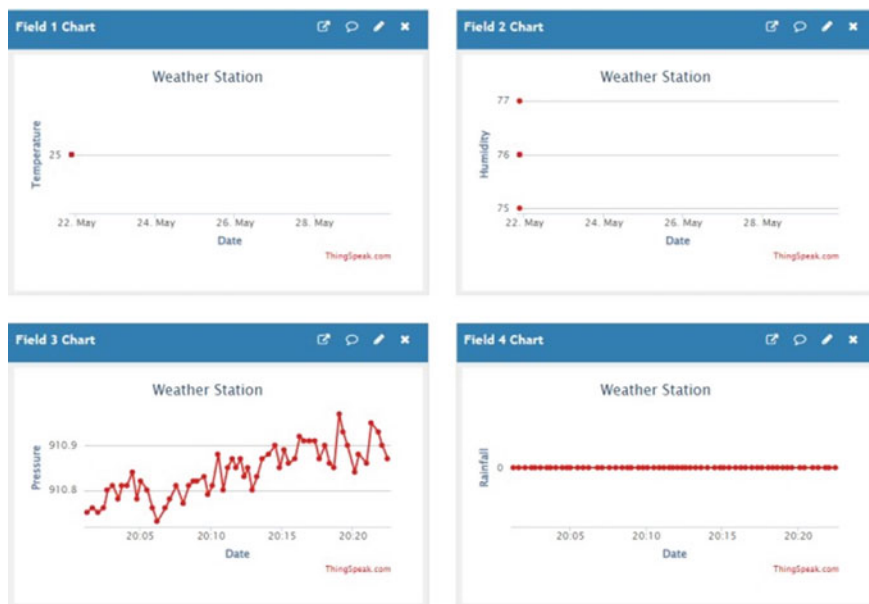 Field 1 Chart
Weather Station
Temperature
25
22. May 24. May 26. May 28. May
Date
ThingSpeak.com
Field 2 Chart
Weather Station
Humidity
77
76
75
22. May 24. May 26. May 28. May
Date
ThingSpeak.com
Field 3 Chart
Weather Station
Pressure
910.9
910.8
20:05 20:10 20:15 20:20
Date
ThingSpeak.com
Field 4 Chart
Weather Station
Rainfall
0
20:05 20:10 20:15 20:20
Date
ThingSpeak.com